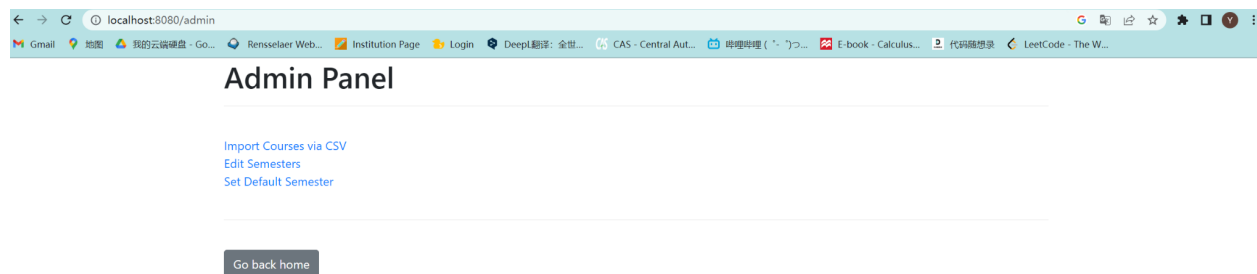 localhost:8080/admin
Gmail 地图 我的云端硬盘 - Go... Rensselaer Web... Institution Page Login DeepL翻译：全世... CAS - Central Aut... 哔哩哔哩 ( ゜- ゜)つ... E-book - Calculus... 代码随想录 LeetCode - The W...
Admin Panel
Import Courses via CSV
Edit Semesters
Set Default Semester
Go back home